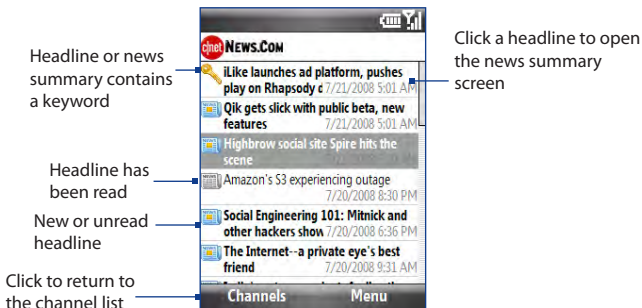 Headline or news
summary contains
a keyword
Headline has
been read
New or unread
headline
Click to return to
the channel list
c|net NEWS.COM
iLike launches ad platform, pushes
play on Rhapsody d 7/21/2008 5:01 AM
Qik gets slick with public beta, new
features 7/21/2008 5:01 AM
Highbrow social site Spire hits the
scene
Amazon's S3 experiencing outage
7/20/2008 8:30 PM
Social Engineering 101: Mitnick and
other hackers show 7/20/2008 6:36 PM
The Internet--a private eye's best
friend 7/20/2008 9:31 AM
Channels Menu
Click a headline to open
the news summary
screen